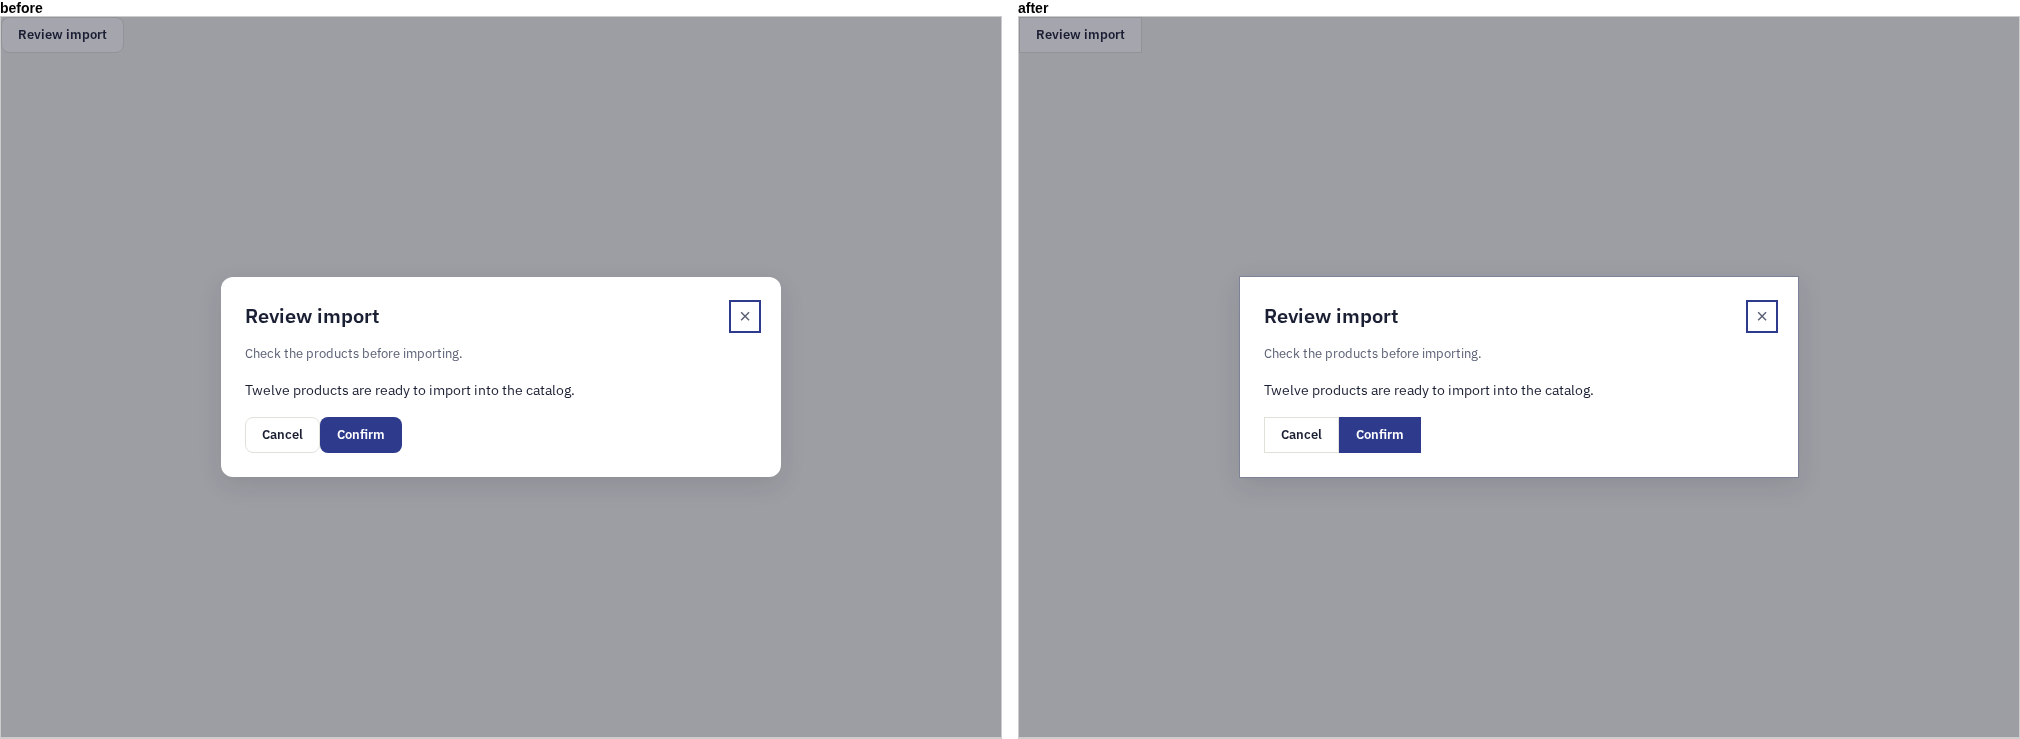 before
after
Review import
Review import
Review import
×
Check the products before importing.
Twelve products are ready to import into the catalog.
Cancel
Confirm
Review import
×
Check the products before importing.
Twelve products are ready to import into the catalog.
Cancel
Confirm